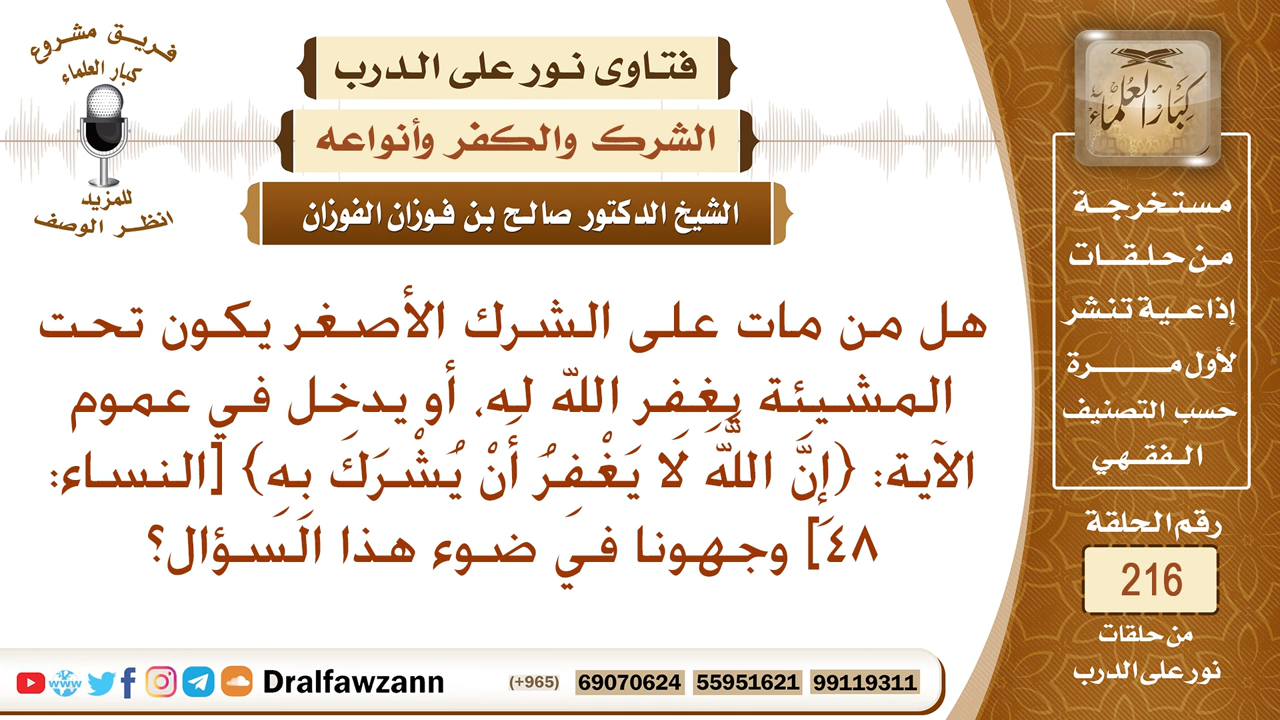 فريق مشروع
كبار العلماء
للمزيد
انظر الوصف
فتاوى نور على الدرب
الشرك والكفر وأنواعه
الشيخ الدكتور صالح بن فوزان الفوزان
هل من مات على الشرك الأصغر يكون تحت
المشيئة يغفر الله له، أو يدخل في عموم
الآية: {إِنَّ اللَّهَ لَا يَغْفِرُ أَنْ يُشْرَكَ بِهِ} [النساء:
٤٨] وجهونا في ضوء هذا السؤال؟
كبار العلماء
مستخرجة
من حلقات
إذاعية تنشر
لأول مرة
حسب التصنيف
الفقهي
رقم الحلقة
216
من حلقات
نور على الدرب
www Dralfawzann (+965) 69070624 55951621 99119311